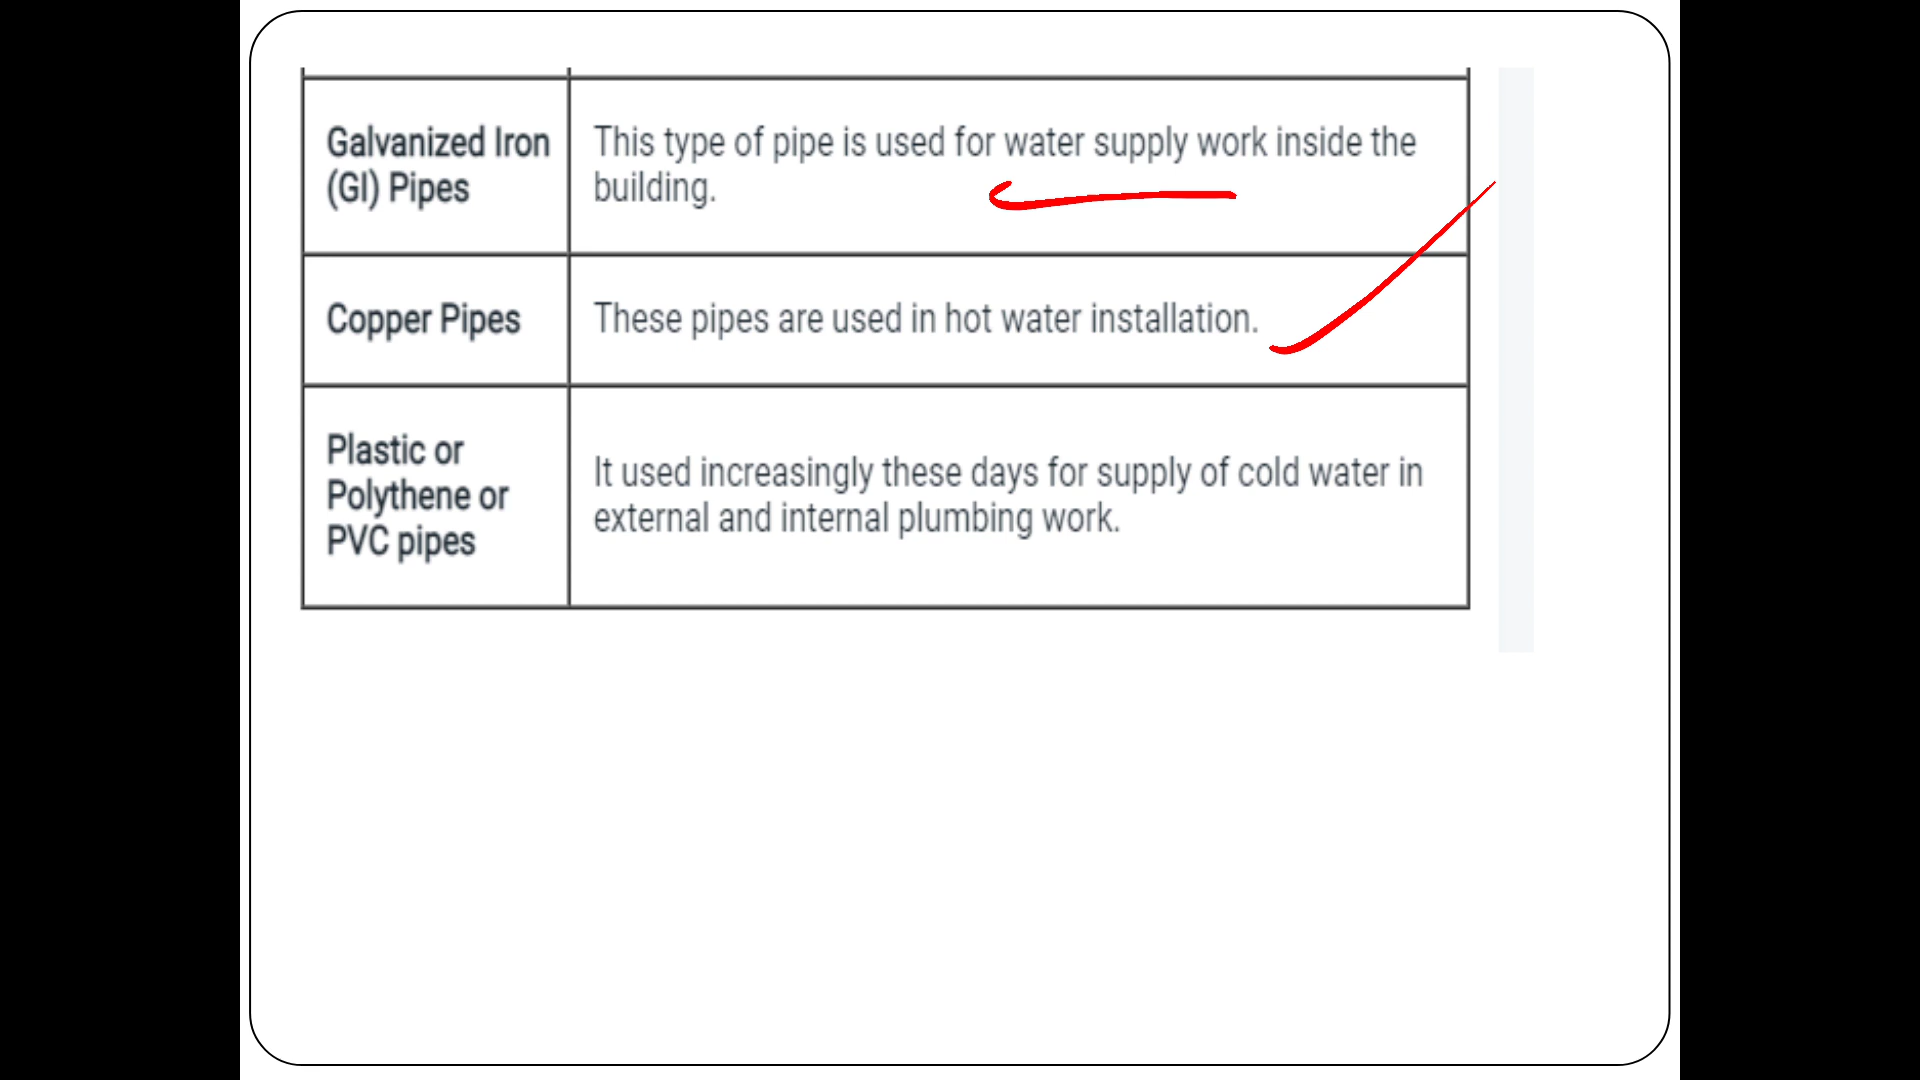 Galvanized Iron
(GI) Pipes
This type of pipe is used for water supply work inside the
building.
Copper Pipes
These pipes are used in hot water installation.
Plastic or
Polythene or
PVC pipes
It used increasingly these days for supply of cold water in
external and internal plumbing work.